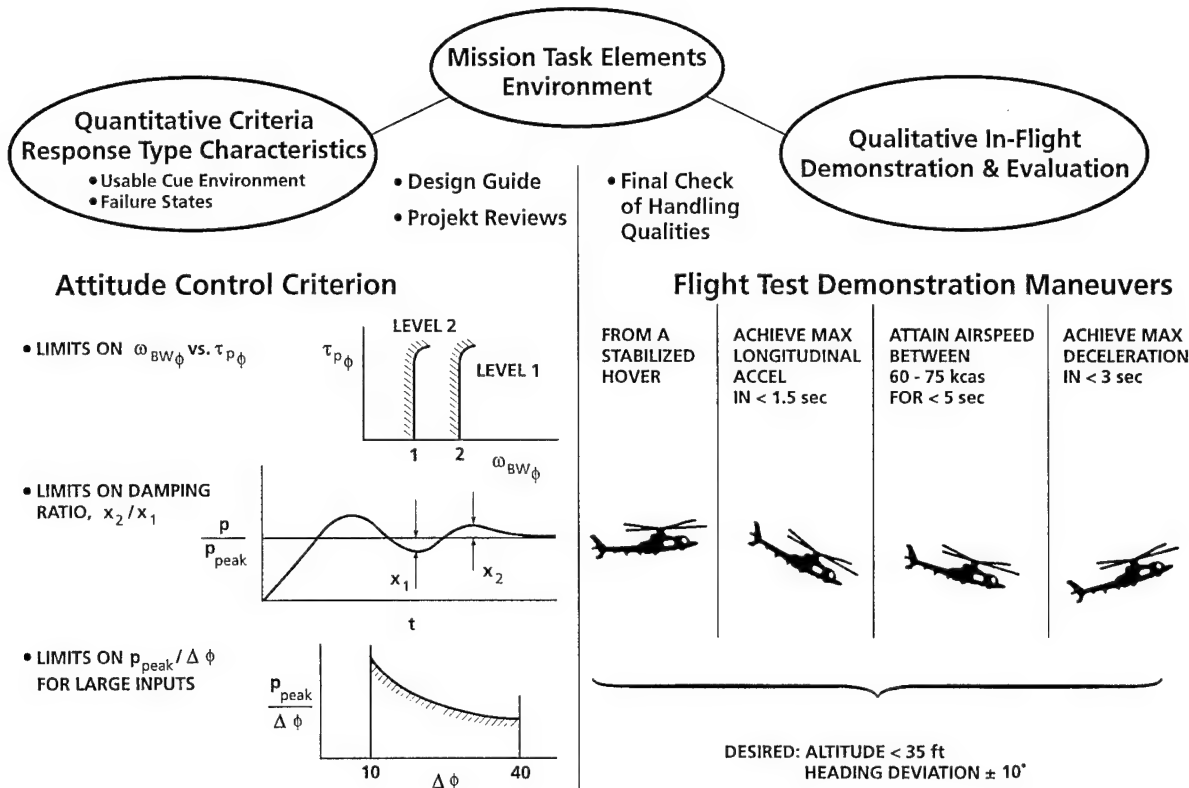 Mission Task Elements
Environment
Quantitative Criteria
Response Type Characteristics
• Usable Cue Environment
• Failure States
Qualitative In-Flight
Demonstration & Evaluation
• Design Guide
• Projekt Reviews
• Final Check
of Handling
Qualities
Attitude Control Criterion
• LIMITS ON ω_BWϕ vs. τ_pϕ
LEVEL 2
τ_pϕ
LEVEL 1
1 2 ω_BWϕ
• LIMITS ON DAMPING
RATIO, x₂/x₁
p
p_peak
x₁ x₂
t
• LIMITS ON p_peak/Δ ϕ
FOR LARGE INPUTS
p_peak
Δ ϕ
10 40
Δ ϕ
Flight Test Demonstration Maneuvers
FROM A
STABILIZED
HOVER
ACHIEVE MAX
LONGITUDINAL
ACCEL
IN < 1.5 sec
ATTAIN AIRSPEED
BETWEEN
60 - 75 kcas
FOR < 5 sec
ACHIEVE MAX
DECELERATION
IN < 3 sec
DESIRED: ALTITUDE < 35 ft
HEADING DEVIATION ± 10°